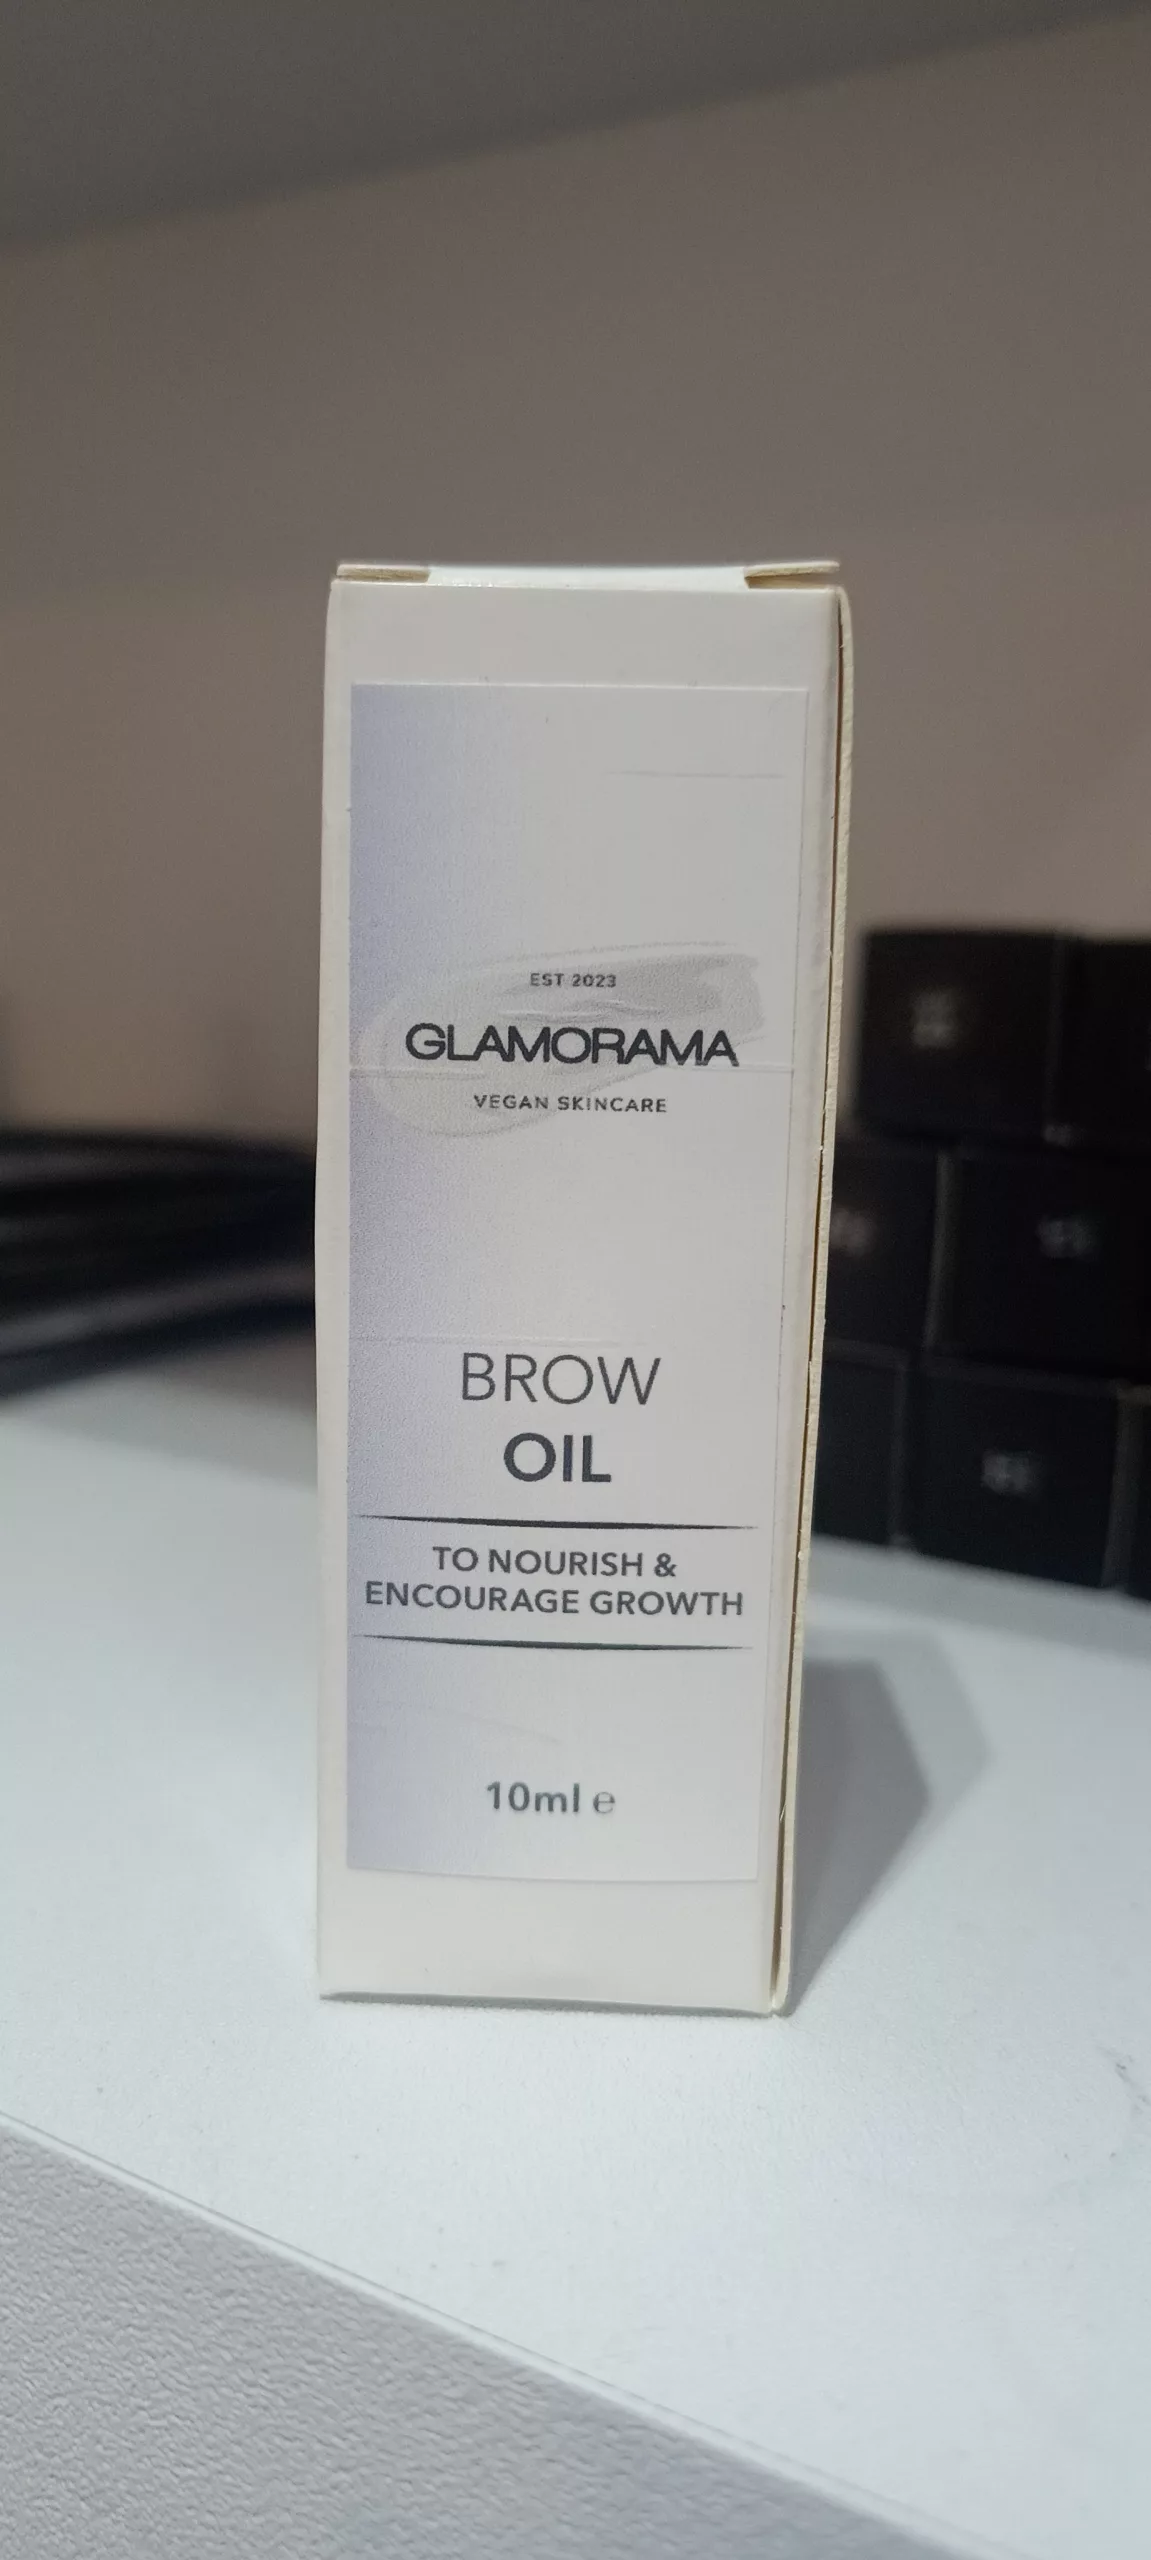 EST 2023
GLAMORAMA
VEGAN SKINCARE
BROW
OIL
TO NOURISH &
ENCOURAGE GROWTH
10ml ℮